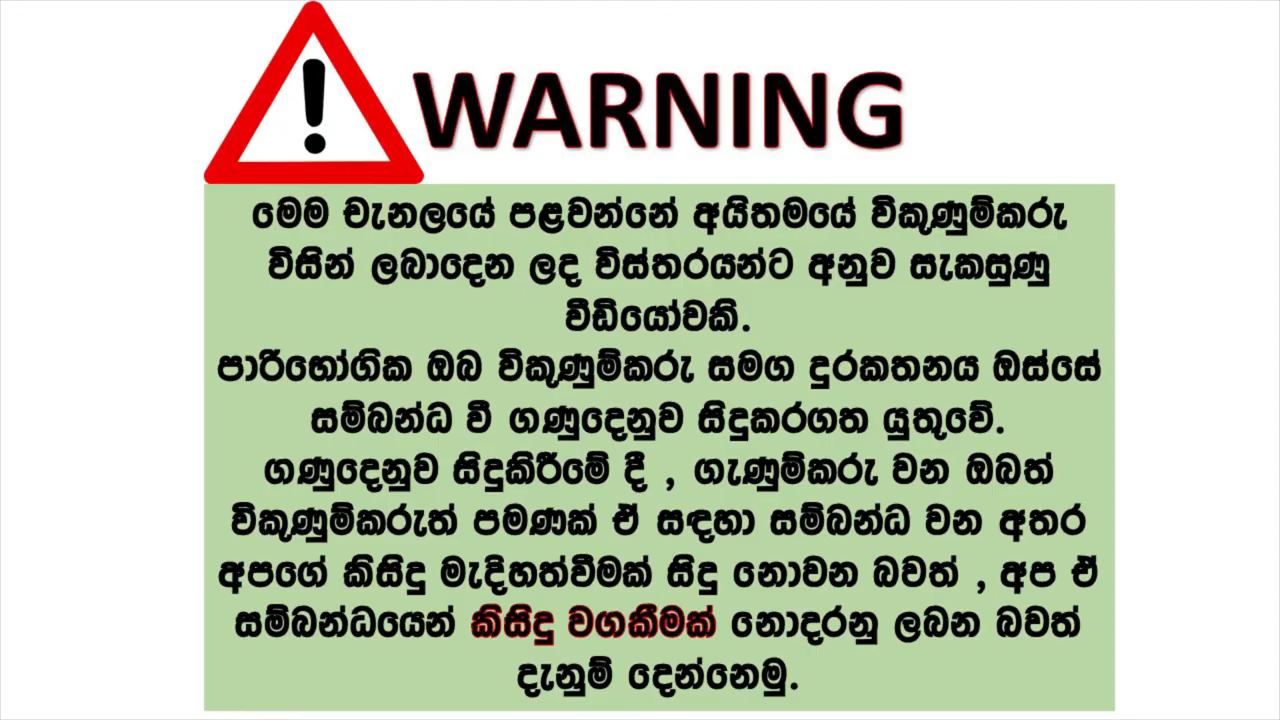 WARNING
මෙම චැනලයේ පළවන්නේ අයිතමයේ විකුණුම්කරු
විසින් ලබාදෙන ලද විස්තරයන්ට අනුව සැකසුණු
වීඩියෝවකි.
පාරිභෝගික ඔබ විකුණුම්කරු සමග දුරකතනය ඔස්සේ
සම්බන්ධ වී ගණුදෙනුව සිදුකරගත යුතුවේ.
ගණුදෙනුව සිදුකිරීමේ දී , ගැණුම්කරු වන ඔබත්
විකුණුම්කරුත් පමණක් ඒ සඳහා සම්බන්ධ වන අතර
අපගේ කිසිදු මැදිහත්වීමක් සිදු නොවන බවත් , අප ඒ
සම්බන්ධයෙන් කිසිදු වගකීමක් නොදරනු ලබන බවත්
දැනුම් දෙන්නෙමු.